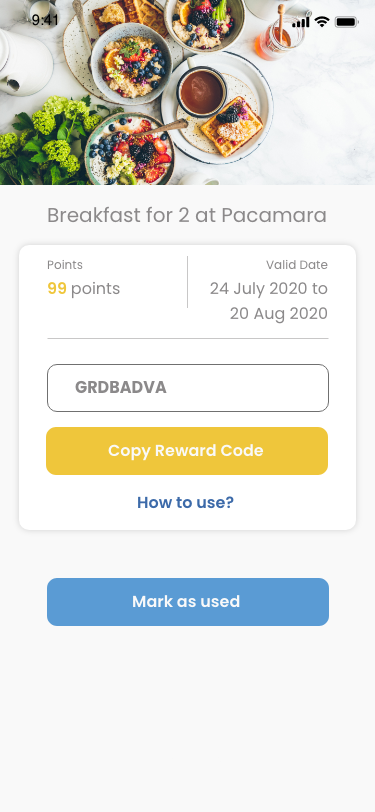 9:41
Breakfast for 2 at Pacamara
Points
Valid Date
99 points
24 July 2020 to
20 Aug 2020
GRDBADVA
Copy Reward Code
How to use?
Mark as used